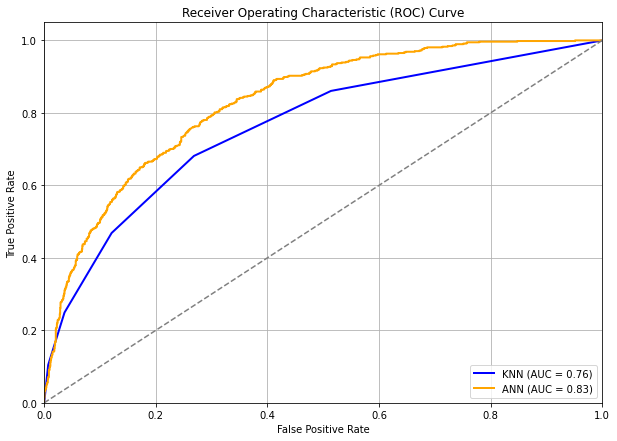 Receiver Operating Characteristic (ROC) Curve
1.0
0.8
0.6
0.4
0.2
0.0
True Positive Rate
KNN (AUC = 0.76)
ANN (AUC = 0.83)
0.0 0.2 0.4 0.6 0.8 1.0
False Positive Rate